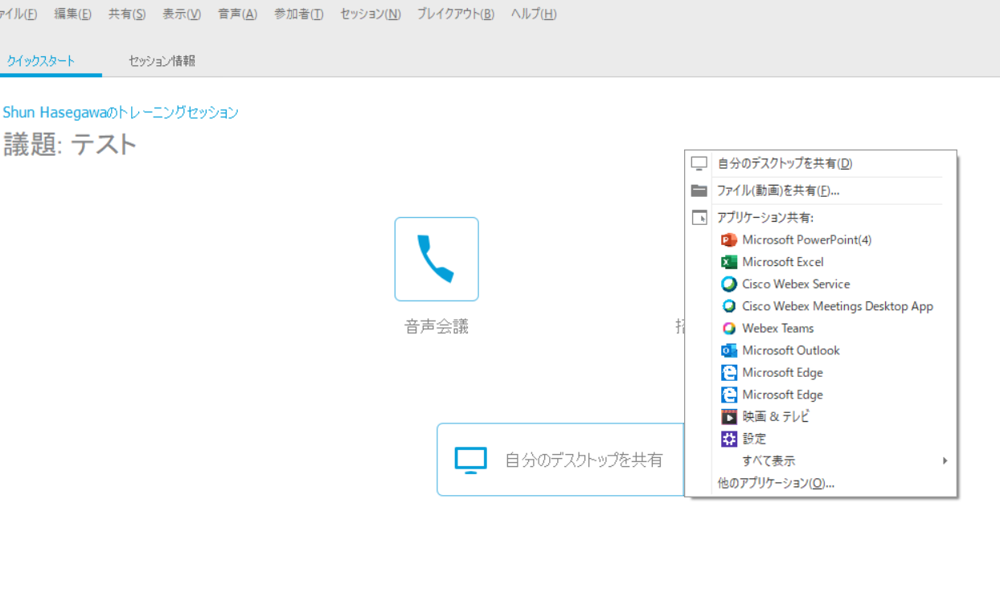 ァイル(F) 編集(E) 共有(S) 表示(V) 音声(A) 参加者(T) セッション(N) ブレイクアウト(B) ヘルプ(H)
クイックスタート セッション情報
Shun Hasegawaのトレーニングセッション
議題: テスト
音声会議
自分のデスクトップを共有
自分のデスクトップを共有(D)
ファイル(動画)を共有(F)...
アプリケーション共有:
Microsoft PowerPoint(4)
Microsoft Excel
Cisco Webex Service
Cisco Webex Meetings Desktop App
Webex Teams
Microsoft Outlook
Microsoft Edge
Microsoft Edge
映画 & テレビ
設定
すべて表示
他のアプリケーション(O)...